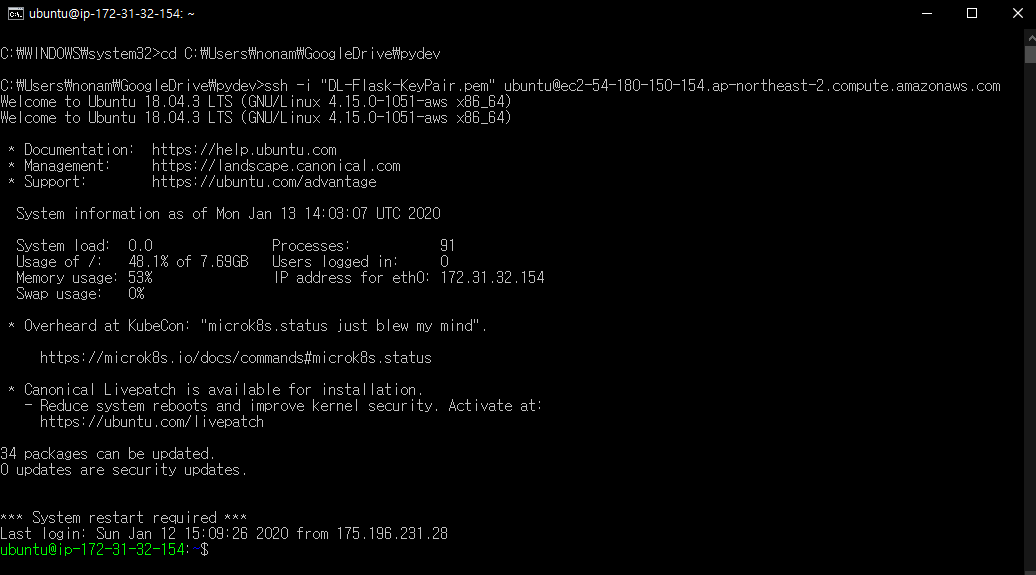 ubuntu@ip-172-31-32-154: ~
C:₩WINDOWS₩system32>cd C:₩Users₩nonam₩GoogleDrive₩pydev
C:₩Users₩nonam₩GoogleDrive₩pydev>ssh -i "DL-Flask-KeyPair.pem" ubuntu@ec2-54-180-150-154.ap-northeast-2.compute.amazonaws.com
Welcome to Ubuntu 18.04.3 LTS (GNU/Linux 4.15.0-1051-aws x86_64)
Welcome to Ubuntu 18.04.3 LTS (GNU/Linux 4.15.0-1051-aws x86_64)
* Documentation:  https://help.ubuntu.com
* Management:     https://landscape.canonical.com
* Support:        https://ubuntu.com/advantage
System information as of Mon Jan 13 14:03:07 UTC 2020
System load:  0.0               Processes:           91
Usage of /:   48.1% of 7.69GB   Users logged in:     0
Memory usage: 53%               IP address for eth0: 172.31.32.154
Swap usage:   0%
* Overheard at KubeCon: "microk8s.status just blew my mind".
https://microk8s.io/docs/commands#microk8s.status
* Canonical Livepatch is available for installation.
- Reduce system reboots and improve kernel security. Activate at:
https://ubuntu.com/livepatch
34 packages can be updated.
0 updates are security updates.
*** System restart required ***
Last login: Sun Jan 12 15:09:26 2020 from 175.196.231.28
ubuntu@ip-172-31-32-154:~$